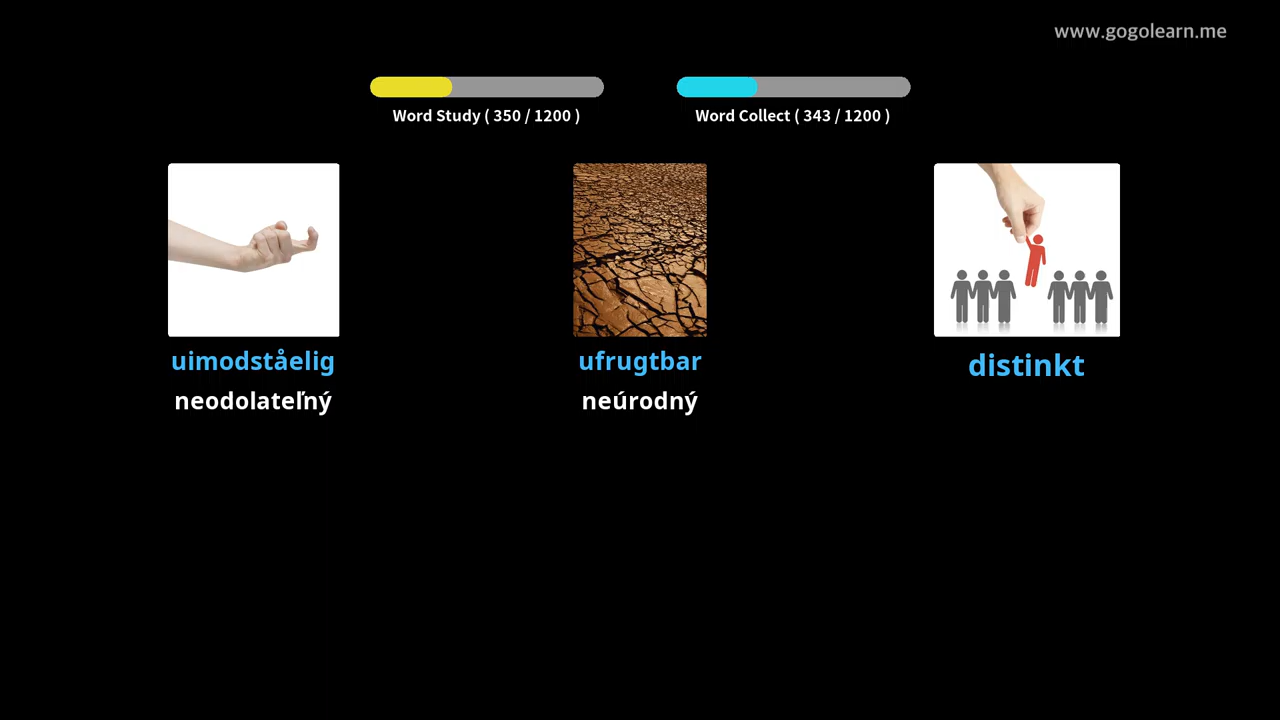 www.gogolearn.me
Word Study ( 350 / 1200 )
Word Collect ( 343 / 1200 )
uimodståelig
neodolateľný
ufrugtbar
neúrodný
distinkt